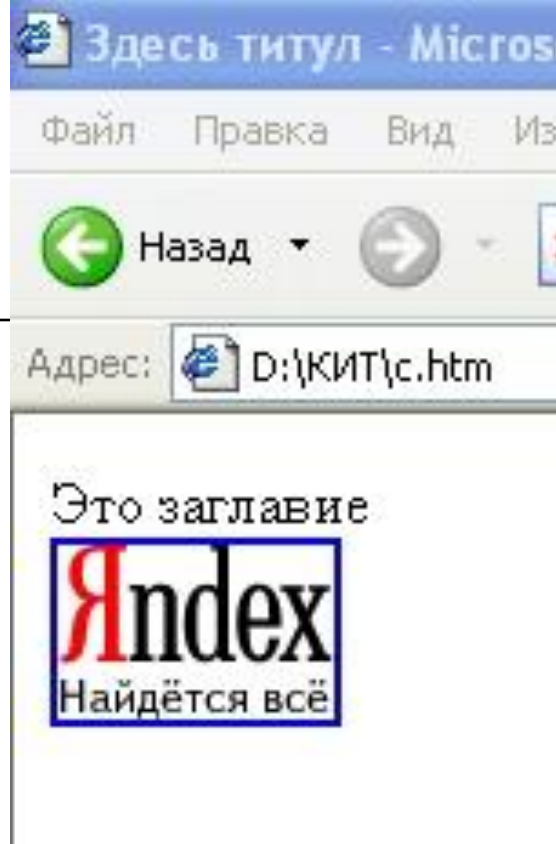 Здесь титул - Micros
Файл Правка Вид Из
Назад
Адрес: D:\КИТ\c.htm
Это заглавие
Яndex
Найдётся всё